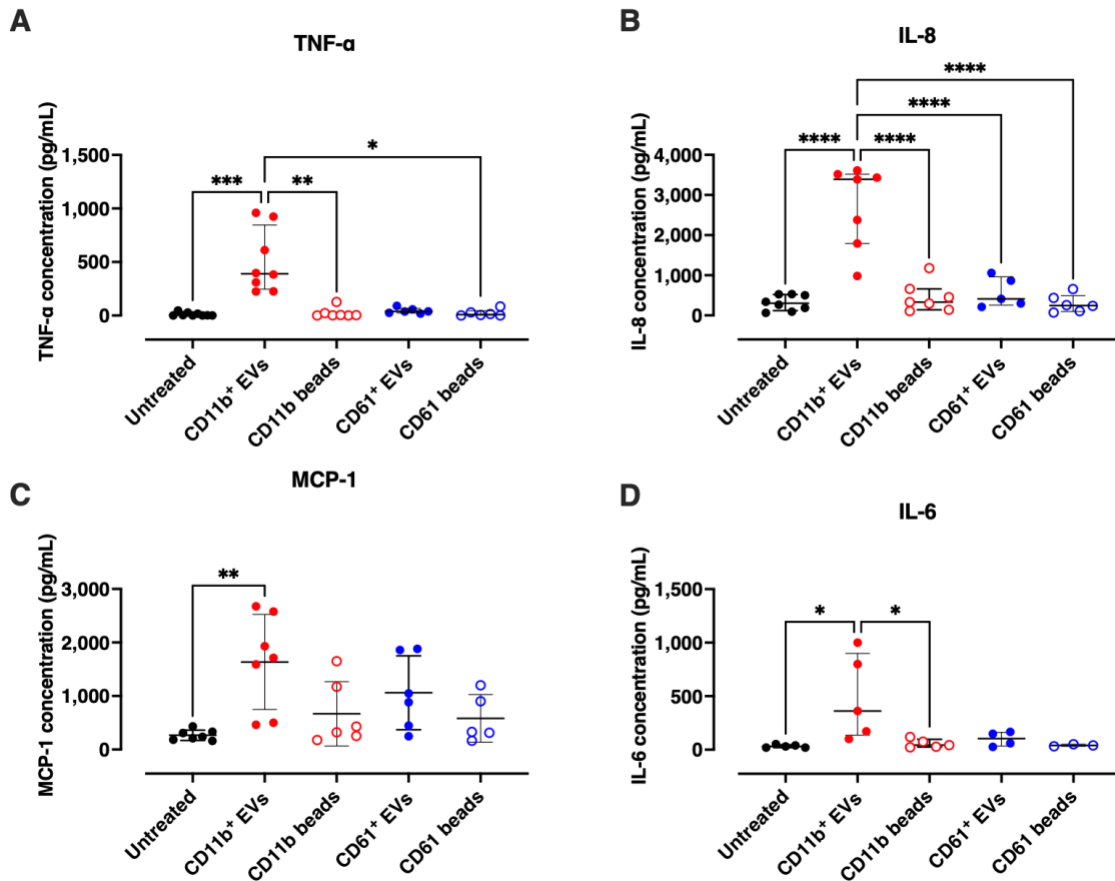 A
TNF-α
TNF-α concentration (pg/mL)
1,500
1,000
500
0
***
**
*
Untreated
CD11b+ EVs
CD11b beads
CD61+ EVs
CD61 beads
B
IL-8
IL-8 concentration (pg/mL)
4,000
3,000
2,000
1,000
0
****
****
****
****
Untreated
CD11b+ EVs
CD11b beads
CD61+ EVs
CD61 beads
C
MCP-1
MCP-1 concentration (pg/mL)
3,000
2,000
1,000
0
**
Untreated
CD11b+ EVs
CD11b beads
CD61+ EVs
CD61 beads
D
IL-6
IL-6 concentration (pg/mL)
1,500
1,000
500
0
*
*
Untreated
CD11b+ EVs
CD11b beads
CD61+ EVs
CD61 beads